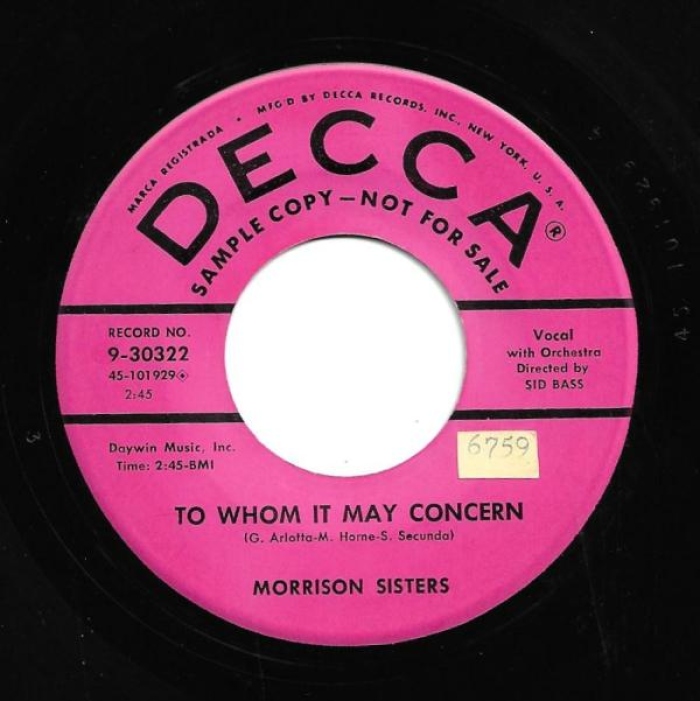 MARCA REGISTRADA • MFG'D BY DECCA RECORDS, INC., NEW YORK, U. S. A.
DECCA®
SAMPLE COPY—NOT FOR SALE
RECORD NO.
9-30322
45-101929
2:45
Vocal
with Orchestra
Directed by
SID BASS
Daywin Music, Inc.
Time: 2:45-BMI
6759
TO WHOM IT MAY CONCERN
(G. Arlotta-M. Horne-S. Secunda)
MORRISON SISTERS
3